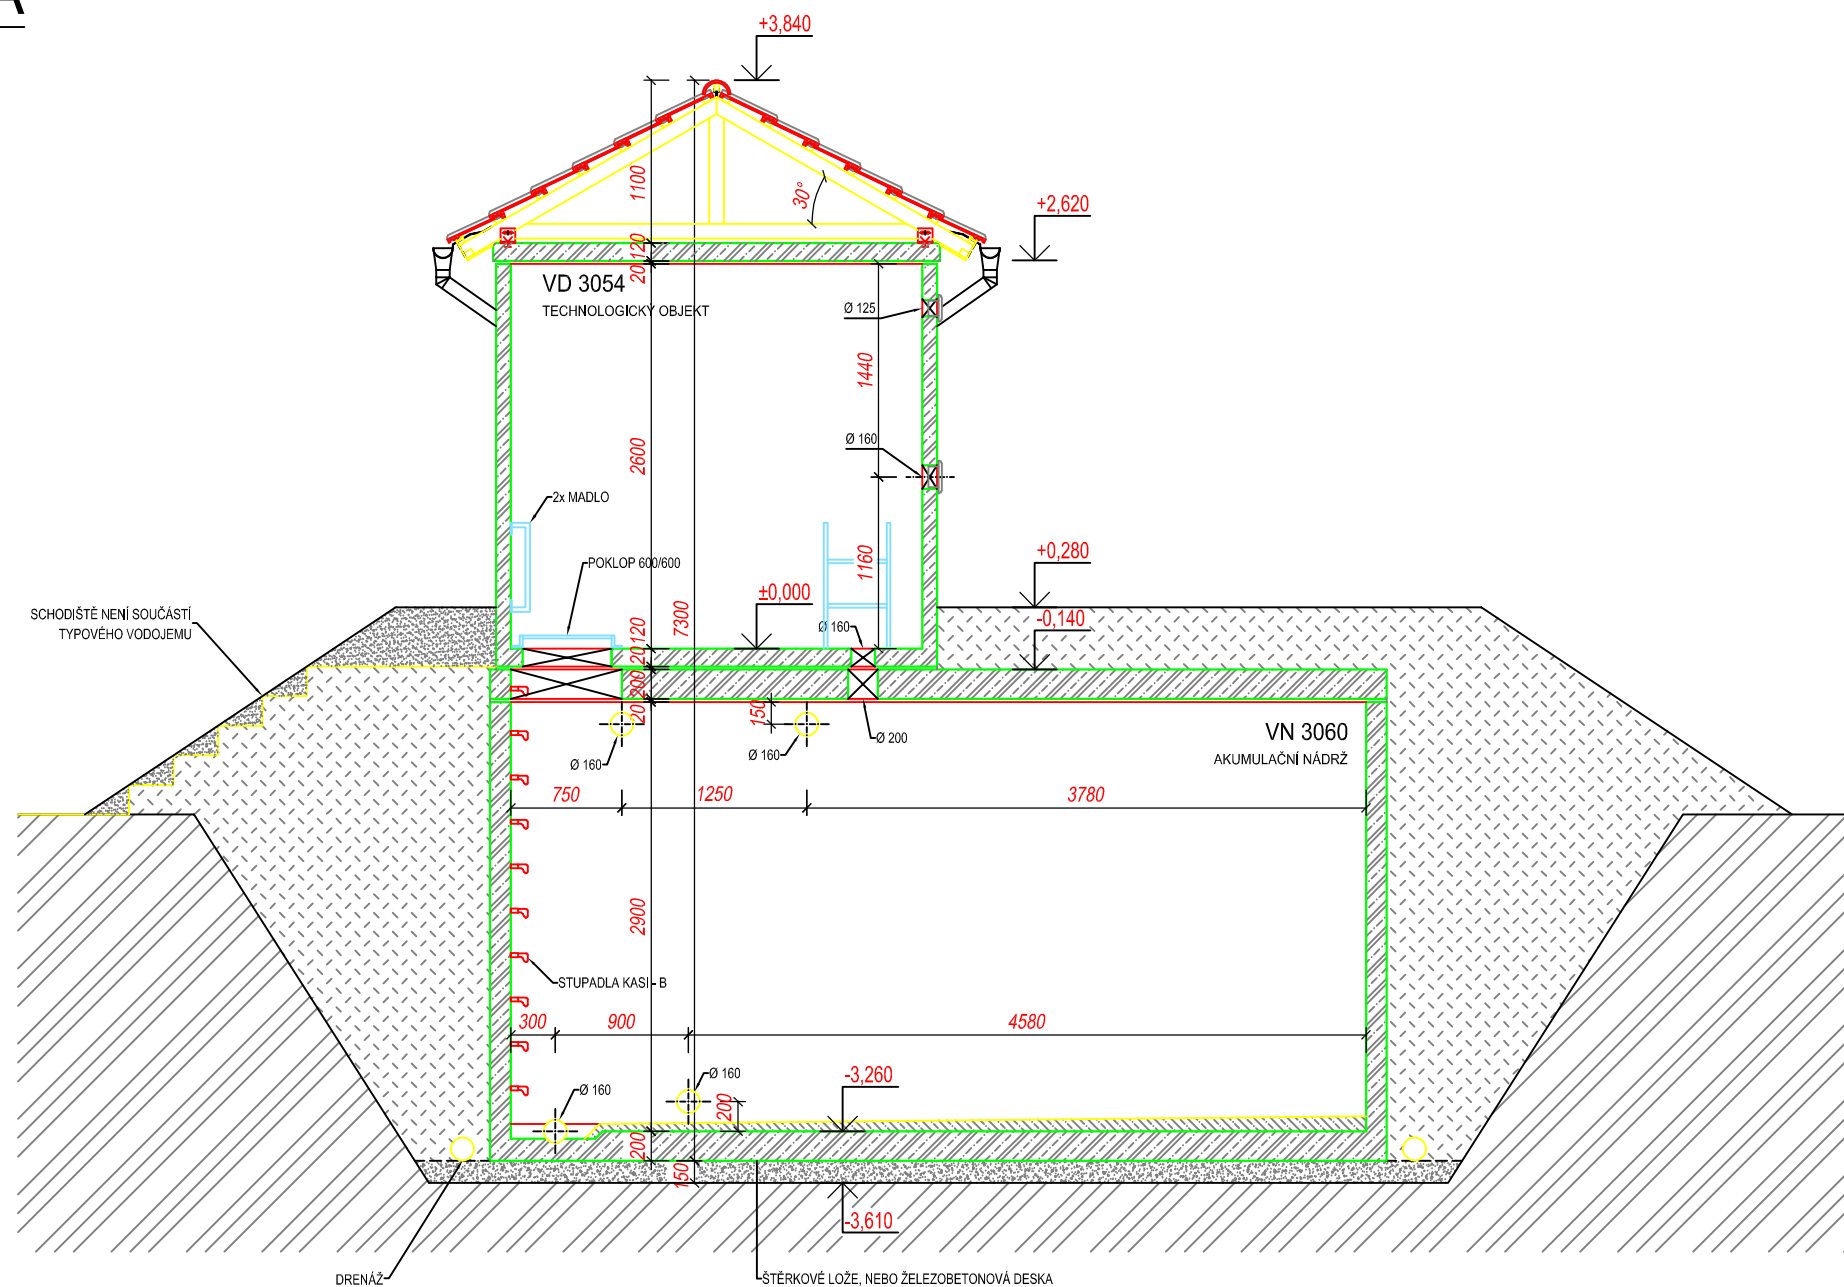 A
+3,840
1100
30°
+2,620
120
20
VD 3054
TECHNOLOGICKÝ OBJEKT
Ø 125
1440
2600
Ø 160
2x MADLO
+0,280
POKLOP 600/600
1160
±0,000
-0,140
SCHODIŠTĚ NENÍ SOUČÁSTÍ
TYPOVÉHO VODOJEMU
7300
120
Ø 160
20
200
20
150
VN 3060
AKUMULAČNÍ NÁDRŽ
Ø 160
Ø 160
Ø 200
750
1250
3780
2900
STUPADLA KASI - B
300
900
4580
Ø 160
Ø 160
-3,260
200
200
150
-3,610
DRENÁŽ
ŠTĚRKOVÉ LOŽE, NEBO ŽELEZOBETONOVÁ DESKA